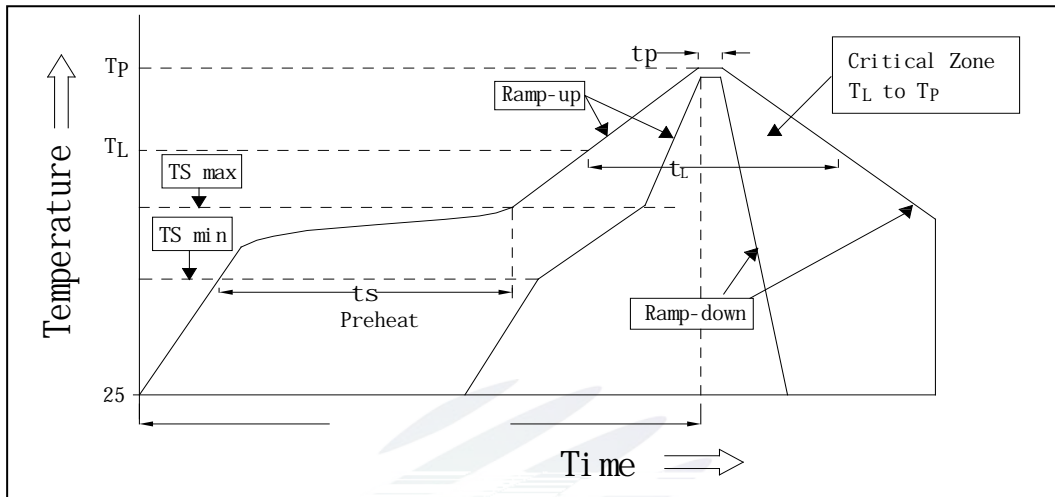 tp
Critical Zone
TL to TP
TP
Ramp-up
TL
tL
TS max
TS min
ts
Preheat
Ramp-down
25
Temperature
Time